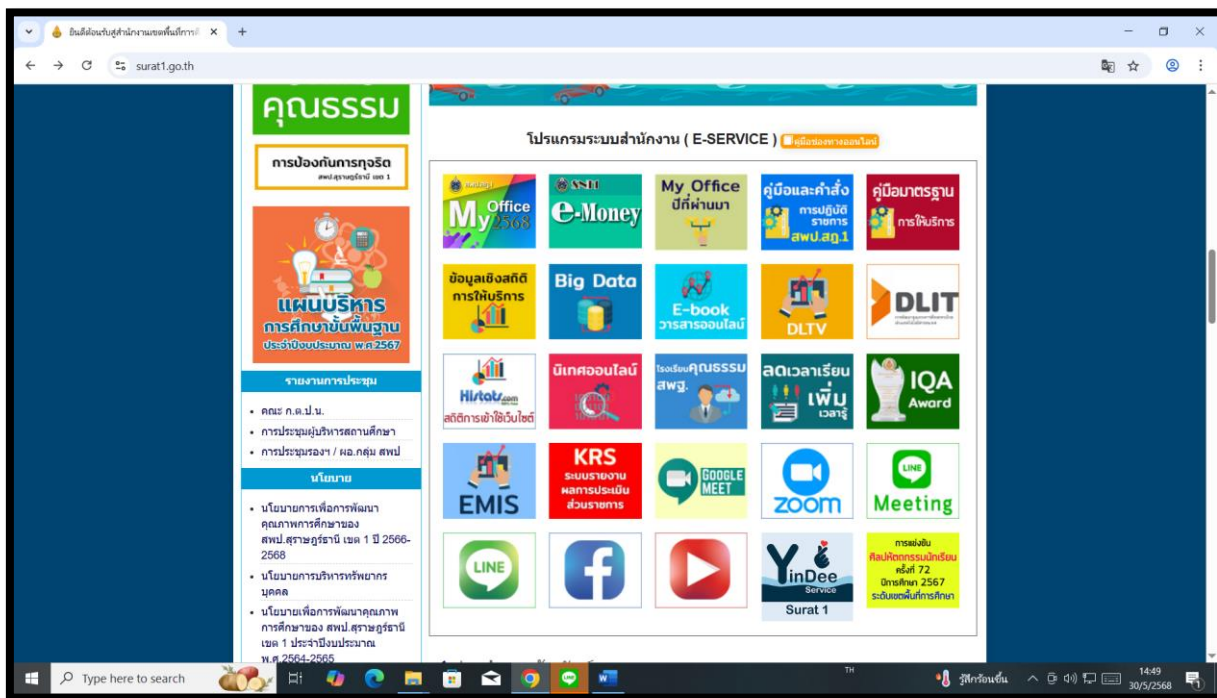 ยินดีต้อนรับสู่สำนักงานเขตพื้นที่การศึ
surat1.go.th
คุณธรรม
การป้องกันการทุจริต
สพป.สุราษฎร์ธานี เขต 1
แผนบริหาร
การศึกษาขั้นพื้นฐาน
ประจำปีงบประมาณ พ.ศ.2567
รายงานการประชุม
คณะ ก.ต.ป.น.
การประชุมผู้บริหารสถานศึกษา
การประชุมรองฯ / ผอ.กลุ่ม สพป
นโยบาย
นโยบายการเพื่อการพัฒนา
คุณภาพการศึกษาของ
สพป.สุราษฎร์ธานี เขต 1 ปี 2566-
2568
นโยบายการบริหารทรัพยากร
บุคคล
นโยบายเพื่อการพัฒนาคุณภาพ
การศึกษาของ สพป.สุราษฎร์ธานี
เขต 1 ประจำปีงบประมาณ
พ.ศ.2564-2565
โปรแกรมระบบสำนักงาน ( E-SERVICE ) คู่มือช่องทางออนไลน์
My Office 2568
e-Money
My Office
ปีที่ผ่านมา
คู่มือและคำสั่ง
การปฏิบัติ
ราชการ
สพป.สฎ.1
คู่มือมาตรฐาน
การให้บริการ
ข้อมูลเชิงสถิติ
การให้บริการ
Big Data
E-book
วารสารออนไลน์
DLTV
DLIT
Histats.com
สถิติการเข้าใช้เว็บไซต์
นิเทศออนไลน์
โรงเรียนคุณธรรม
สพฐ.
ลดเวลาเรียน
เพิ่ม
เวลารู้
IQA
Award
EMIS
KRS
ระบบรายงาน
ผลการประเมิน
ส่วนราชการ
GOOGLE
MEET
zoom
LINE
Meeting
LINE
YinDee
Service
Surat 1
การแข่งขัน
ศิลปหัตถกรรมนักเรียน
ครั้งที่ 72
ปีการศึกษา 2567
ระดับเขตพื้นที่การศึกษา
Type here to search
TH
รู้สึกร้อนขึ้น
14:49
30/5/2568